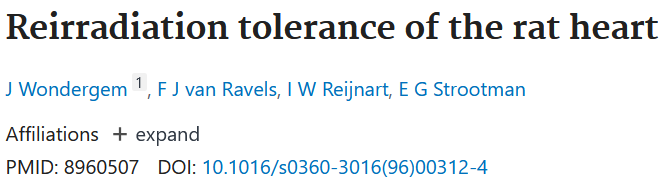 Reirradiation tolerance of the rat heart
J Wondergem 1, F J van Ravels, I W Reijnart, E G Strootman
Affiliations + expand
PMID: 8960507 DOI: 10.1016/s0360-3016(96)00312-4